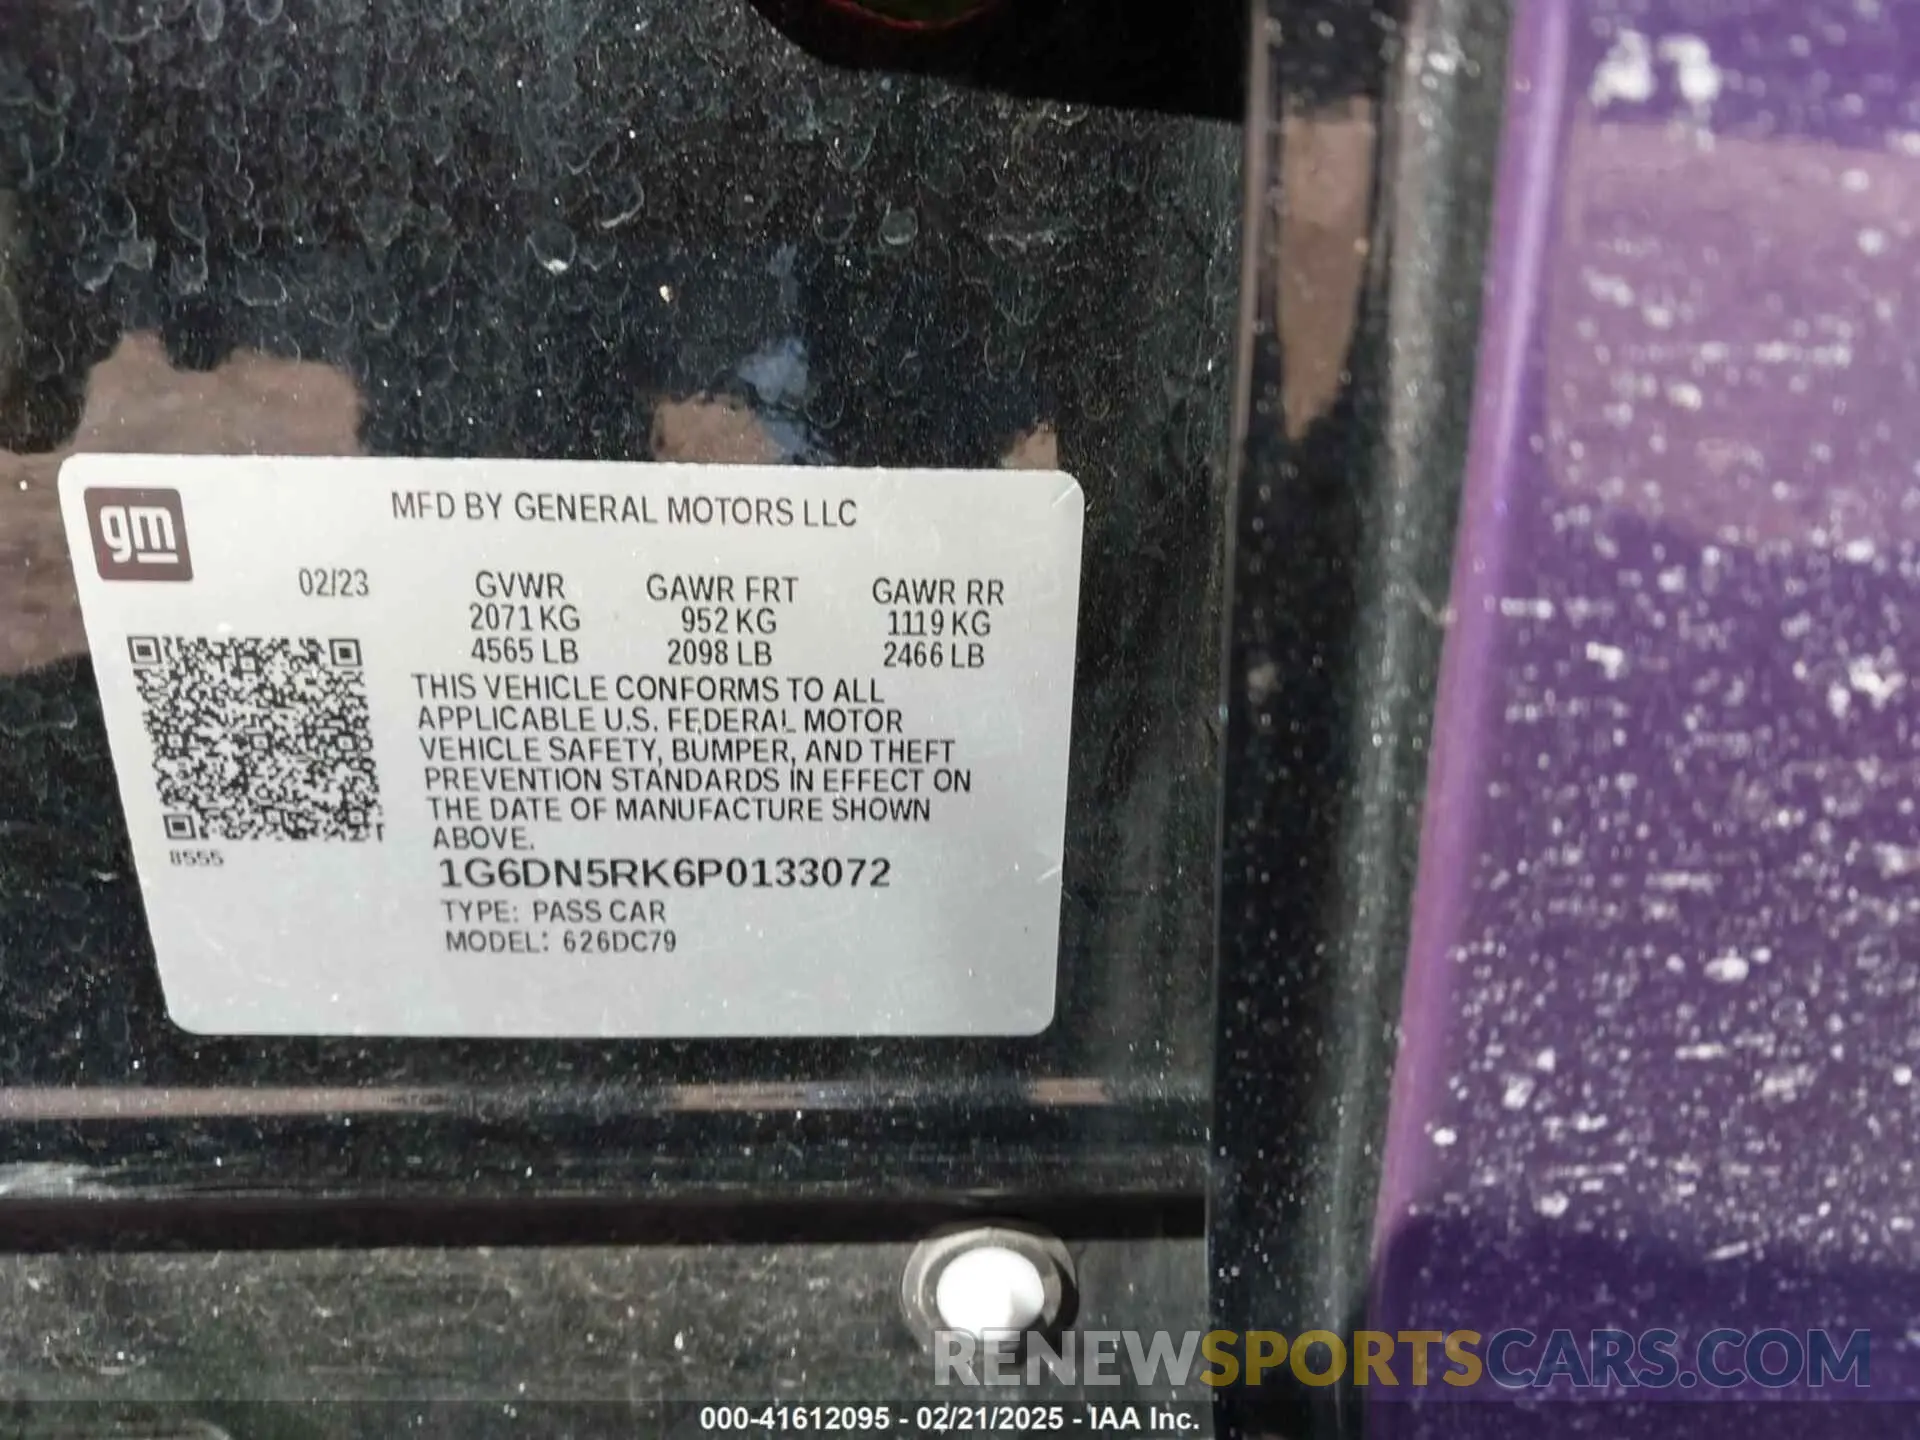 gm
MFD BY GENERAL MOTORS LLC
02/23
GVWR GAWR FRT GAWR RR
2071 KG 952 KG 1119 KG
4565 LB 2098 LB 2466 LB
THIS VEHICLE CONFORMS TO ALL
APPLICABLE U.S. FEDERAL MOTOR
VEHICLE SAFETY, BUMPER, AND THEFT
PREVENTION STANDARDS IN EFFECT ON
THE DATE OF MANUFACTURE SHOWN
ABOVE.
8555
1G6DN5RK6P0133072
TYPE: PASS CAR
MODEL: 626DC79
RENEWSPORTSCARS.COM
000-41612095 - 02/21/2025 - IAA Inc.